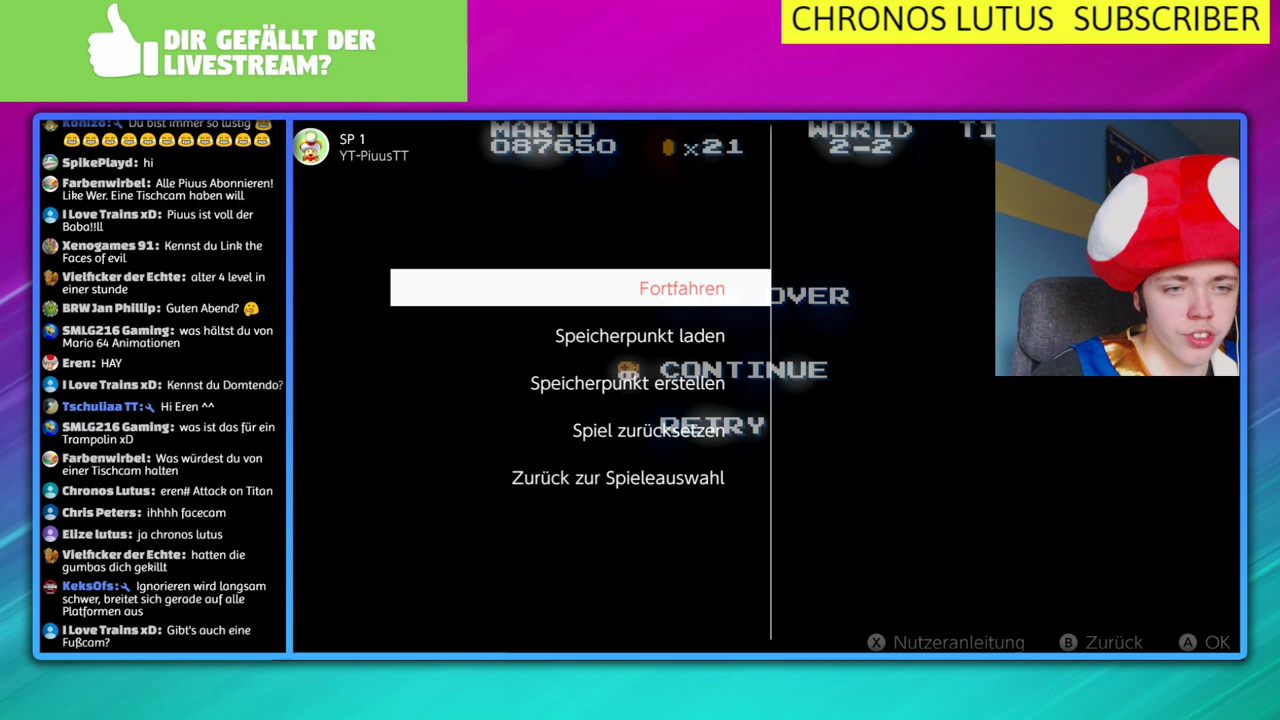 DIR GEFÄLLT DER
LIVESTREAM?
CHRONOS LUTUS SUBSCRIBER
Konizo: Du bist immer so lustig 😂
😂😂😂😂😂😂😂😂😂😂
SpikePlayd: hi
Farbenwirbel: Alle Piuus Abonnieren!
Like Wer. Eine Tischcam haben will
I Love Trains xD: Piuus ist voll der
Baba!!ll
Xenogames 91: Kennst du Link the
Faces of evil
Vielficker der Echte: alter 4 level in
einer stunde
BRW Jan Phillip: Guten Abend? 🤔
SMLG216 Gaming: was hältst du von
Mario 64 Animationen
Eren: HAY
I Love Trains xD: Kennst du Domtendo?
Tschuliaa TT: Hi Eren ^^
SMLG216 Gaming: was ist das für ein
Trampolin xD
Farbenwirbel: Was würdest du von
einer Tischcam halten
Chronos Lutus: eren# Attack on Titan
Chris Peters: ihhhh facecam
Elize lutus: ja chronos lutus
Vielficker der Echte: hatten die
gumbas dich gekillt
KeksOfs: Ignorieren wird langsam
schwer, breitet sich gerade auf alle
Platformen aus
I Love Trains xD: Gibt's auch eine
Fußcam?
SP 1
YT-PiuusTT
MARIO
087650 x21
WORLD
2-2
TI
Fortfahren
OVER
Speicherpunkt laden
CONTINUE
Speicherpunkt erstellen
RETRY
Spiel zurücksetzen
Zurück zur Spieleauswahl
X Nutzeranleitung B Zurück A OK